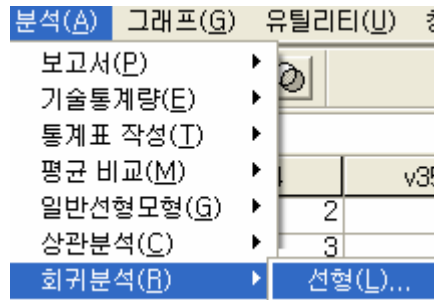 분석(A) 그래프(G) 유틸리티(U)
보고서(P)
기술통계량(E)
통계표 작성(T)
평균 비교(M)
일반선형모형(G)
상관분석(C)
회귀분석(R)
선형(L)...
v35
2
3